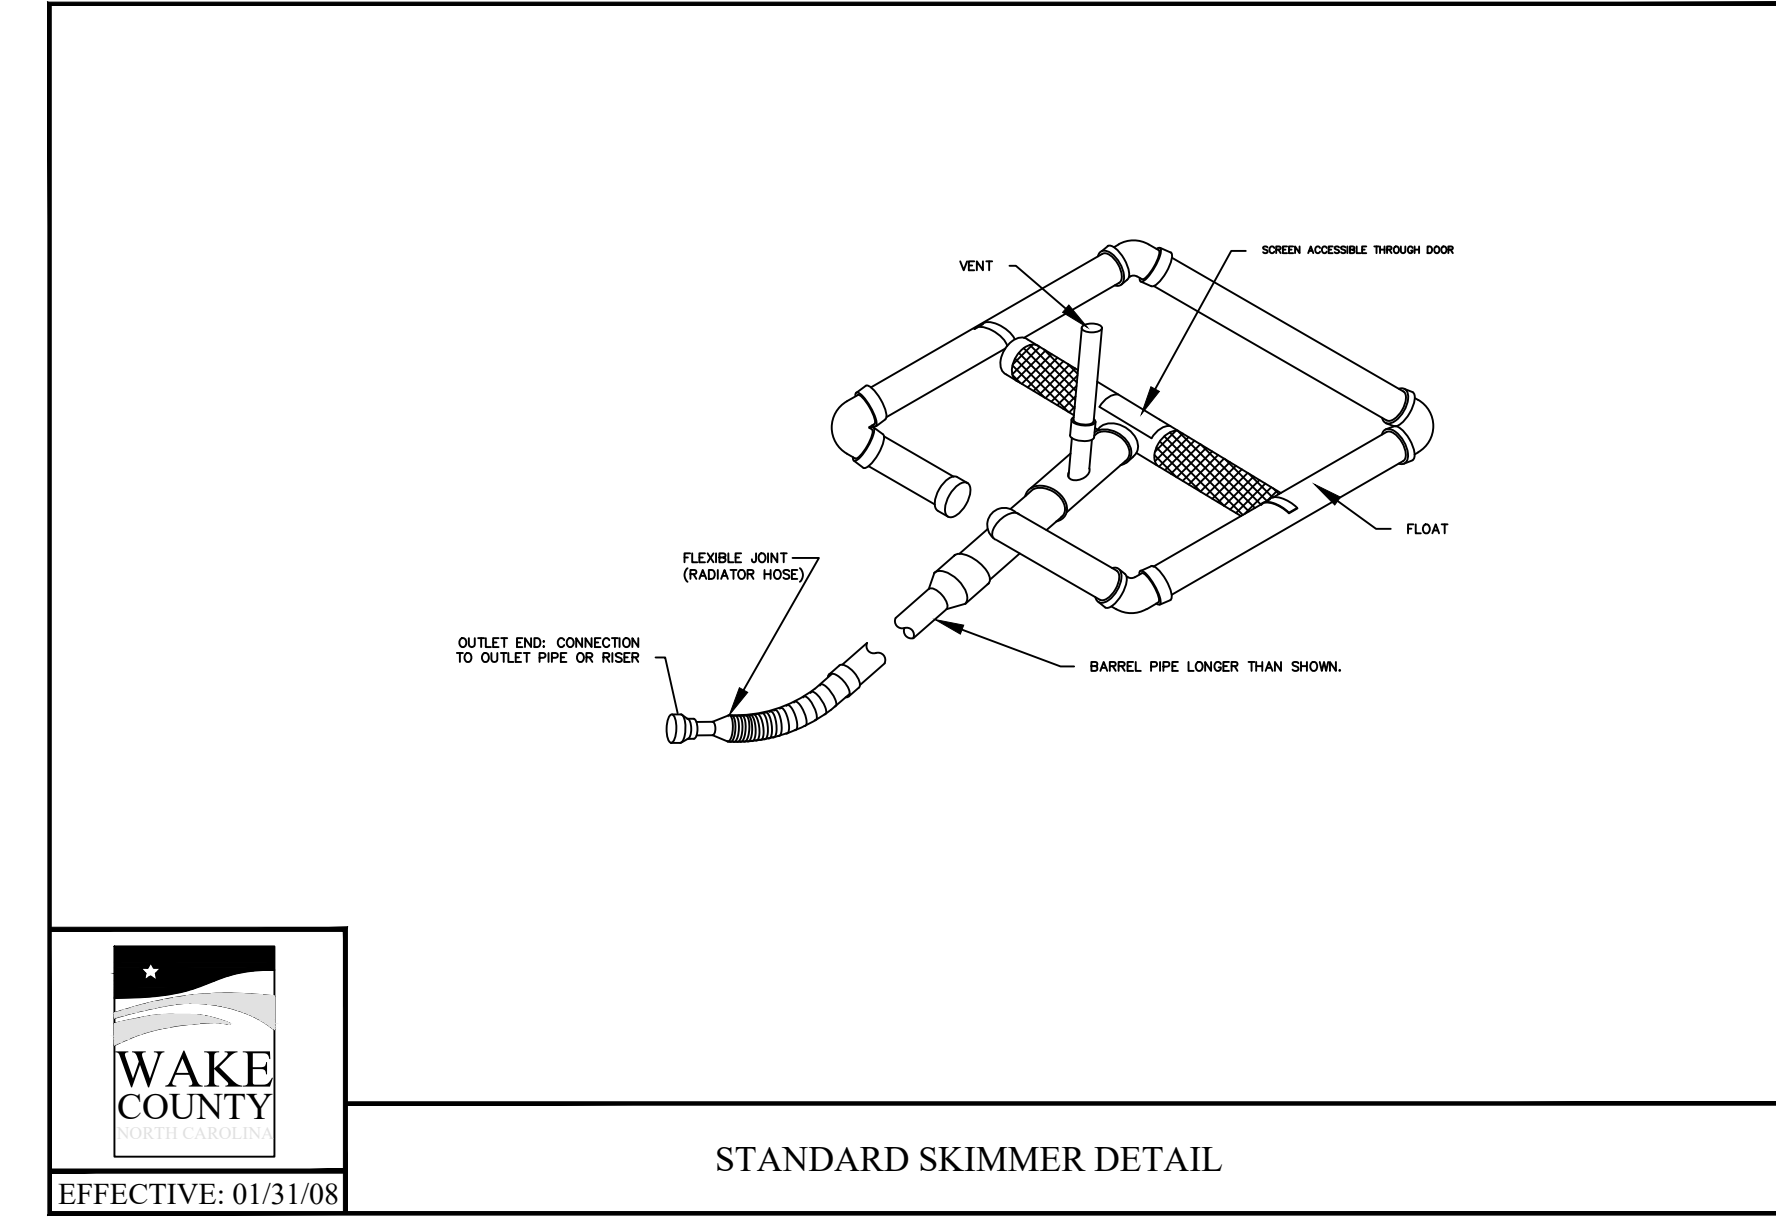 SCREEN ACCESSIBLE THROUGH DOOR
VENT
FLOAT
FLEXIBLE JOINT
(RADIATOR HOSE)
OUTLET END: CONNECTION
TO OUTLET PIPE OR RISER
BARREL PIPE LONGER THAN SHOWN.
WAKE
COUNTY
NORTH CAROLINA
STANDARD SKIMMER DETAIL
EFFECTIVE: 01/31/08